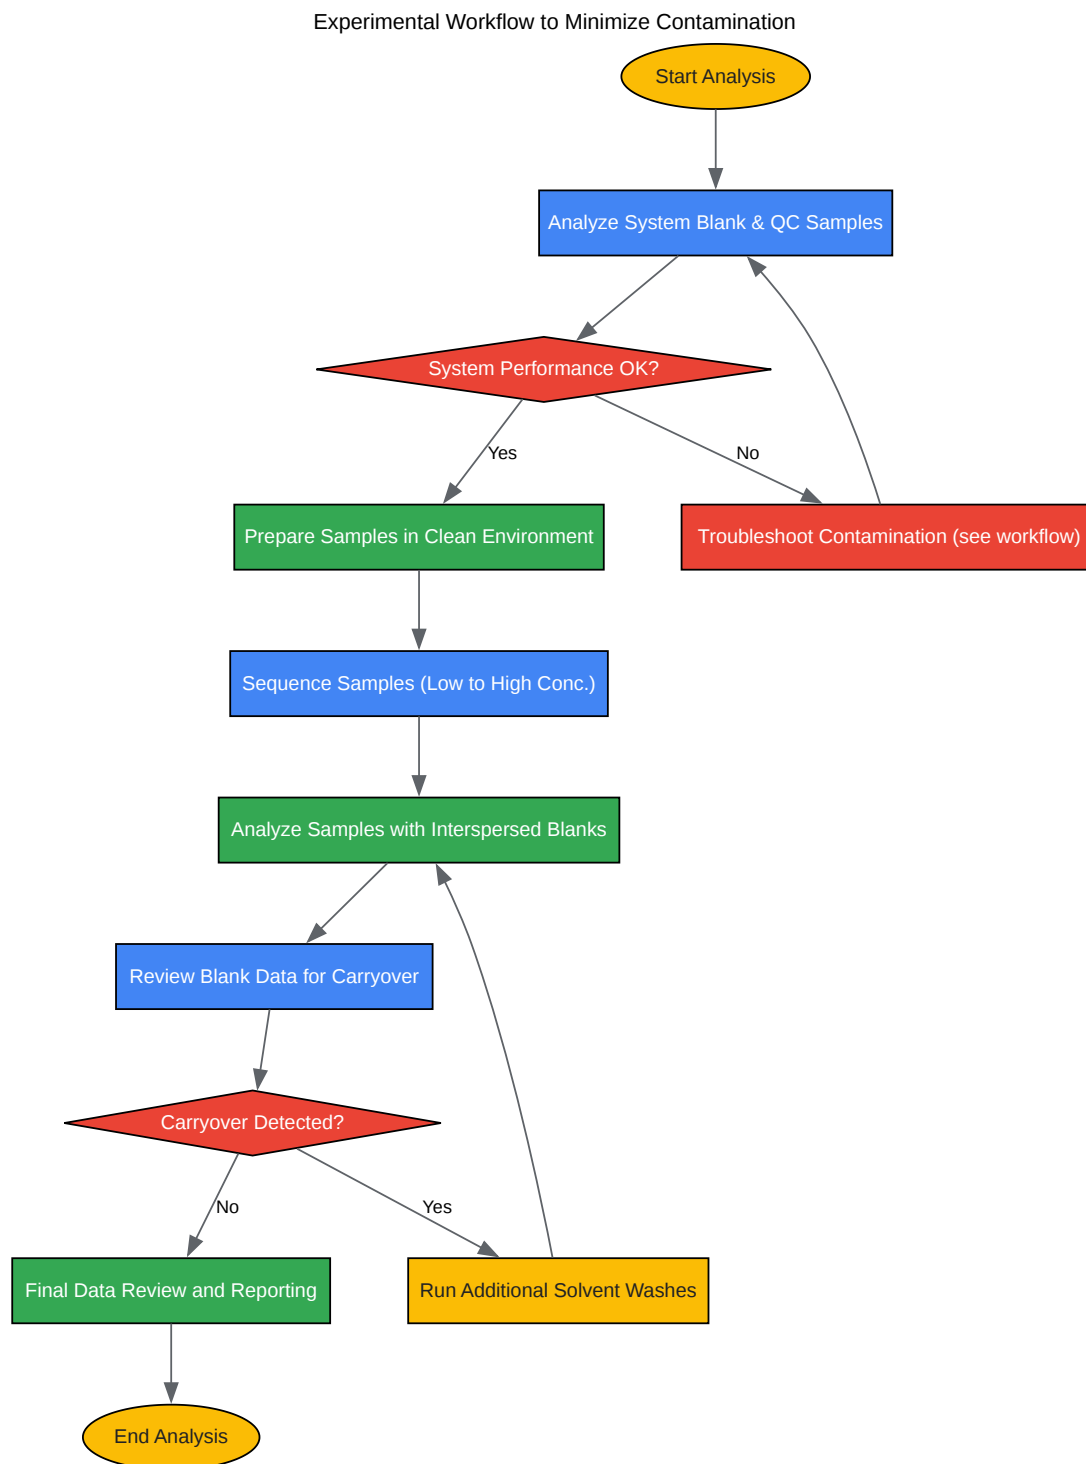 Experimental Workflow to Minimize Contamination
Start Analysis
Analyze System Blank & QC Samples
System Performance OK?
Yes
No
Prepare Samples in Clean Environment
Troubleshoot Contamination (see workflow)
Sequence Samples (Low to High Conc.)
Analyze Samples with Interspersed Blanks
Review Blank Data for Carryover
Carryover Detected?
No
Yes
Final Data Review and Reporting
Run Additional Solvent Washes
End Analysis